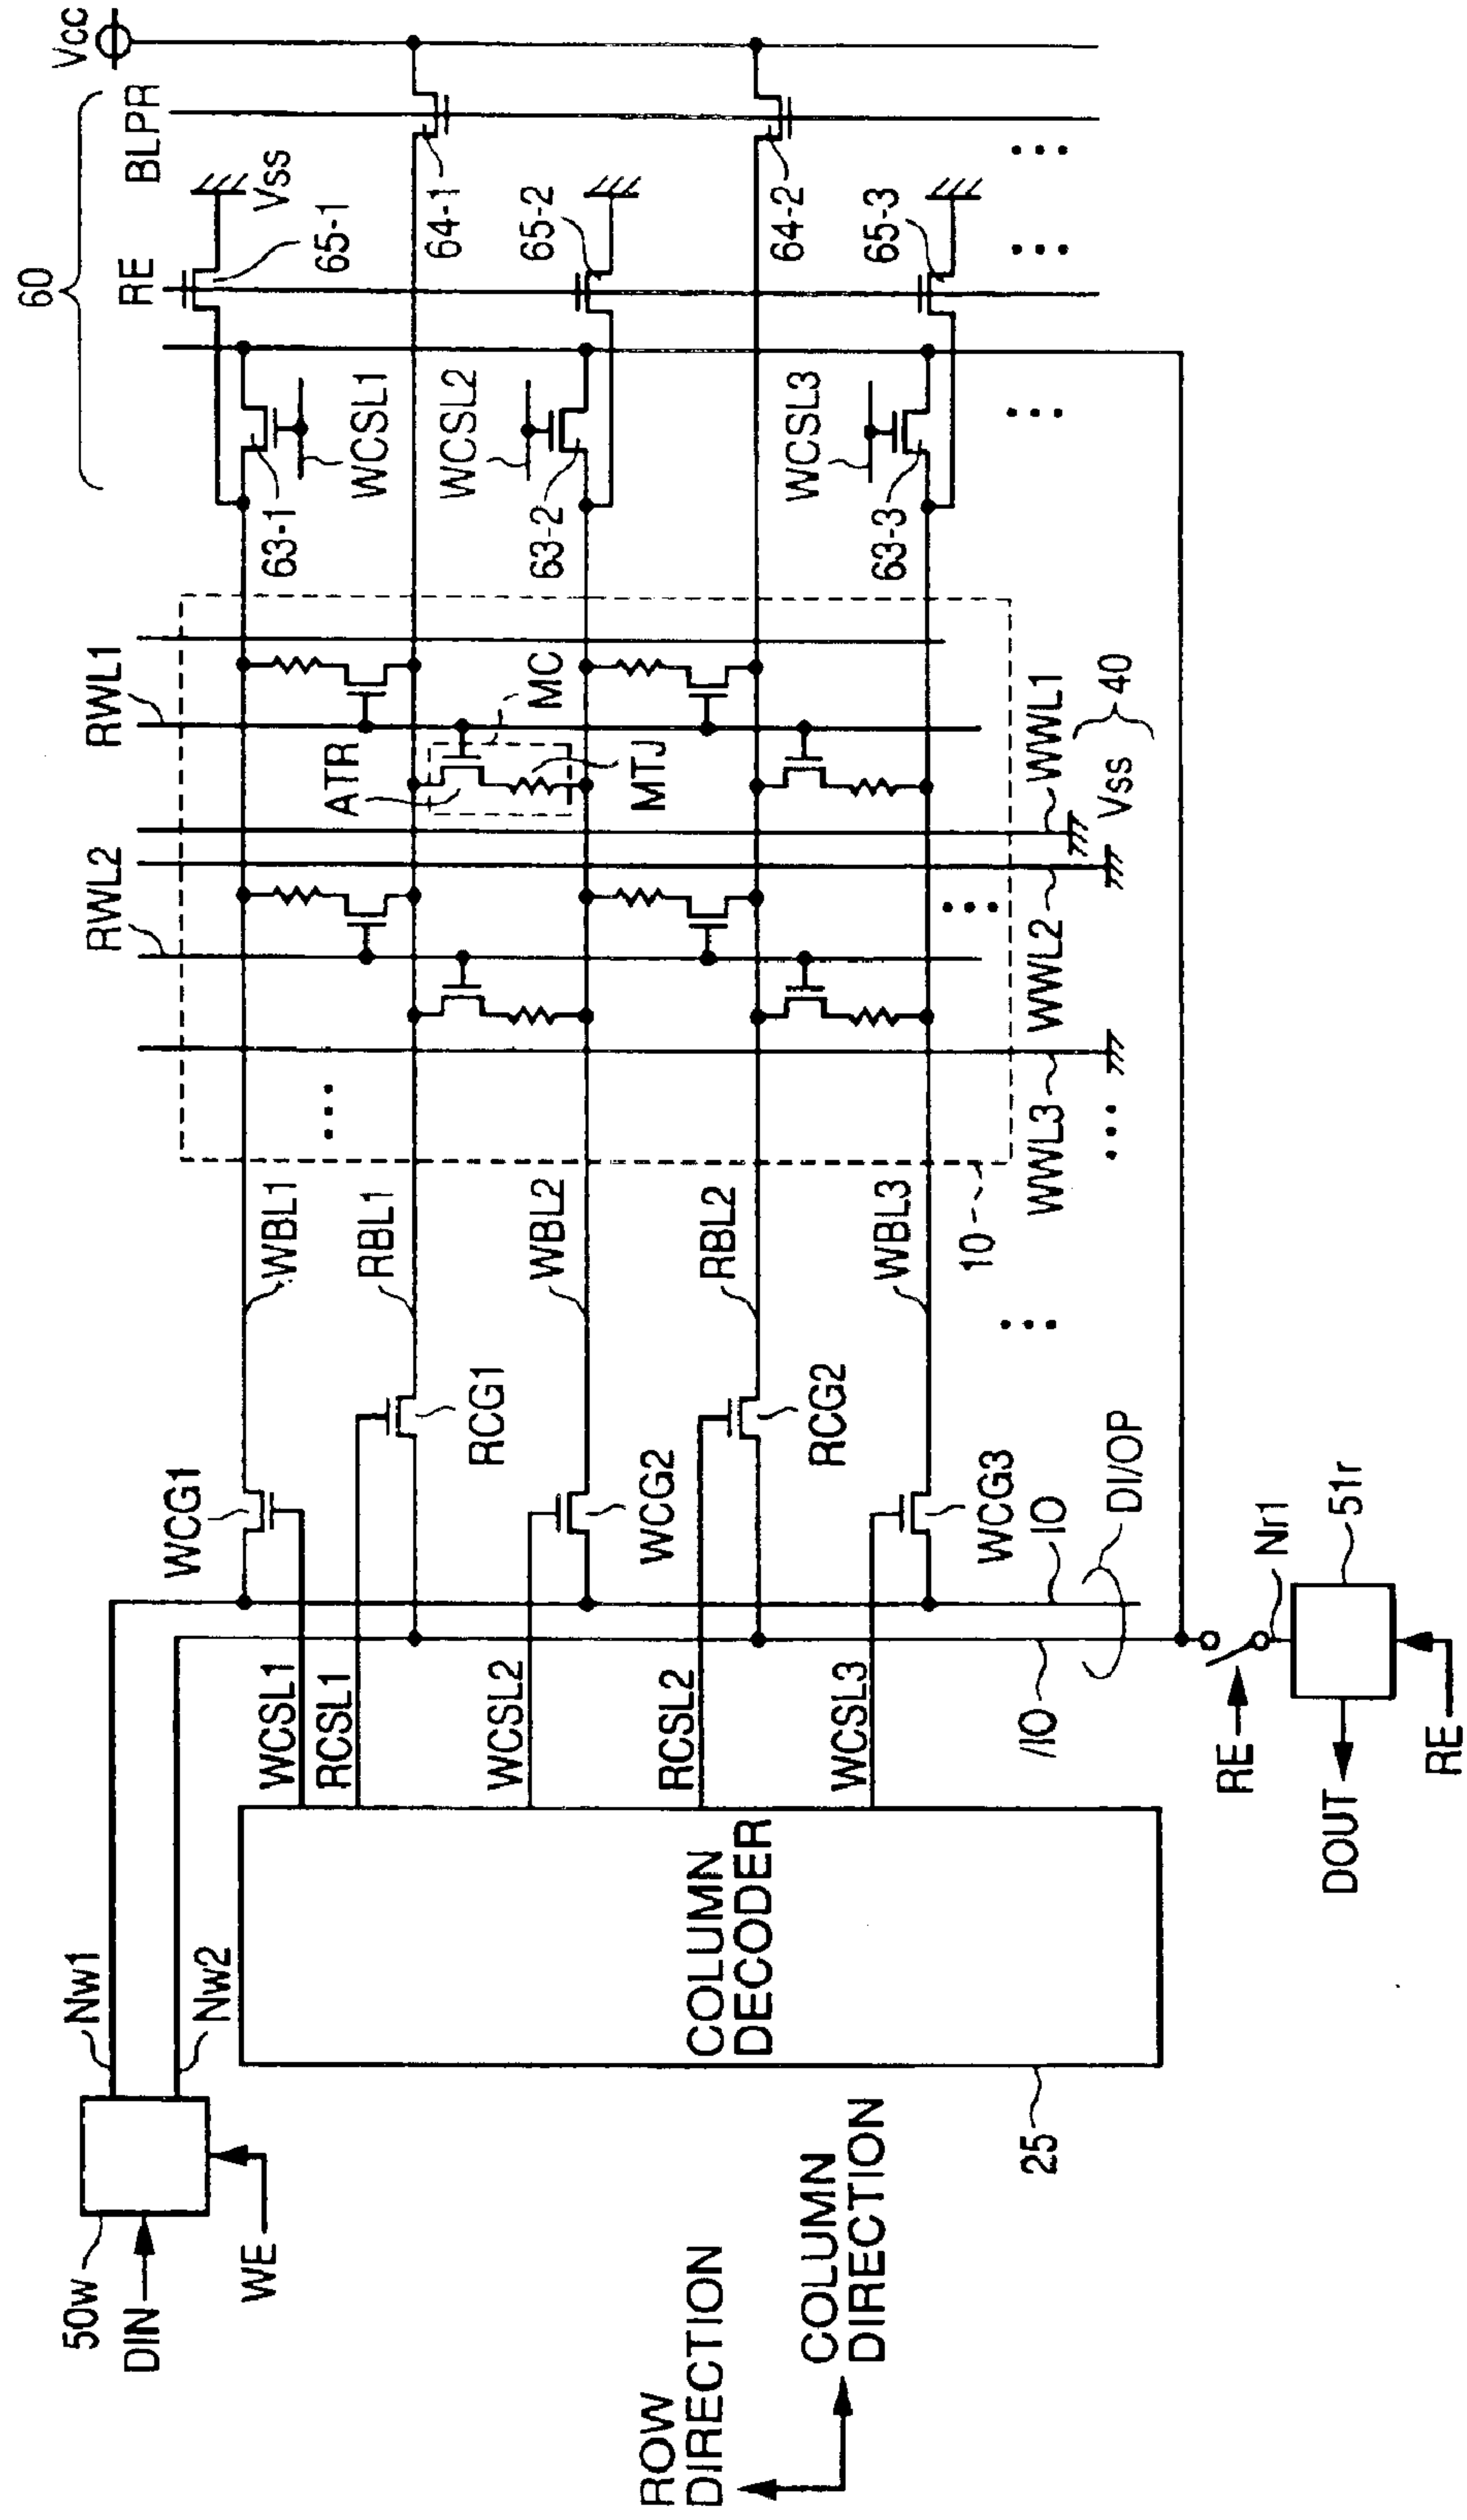 60
RE
BLPR
Vcc
Vss
65-1
64-1
65-2
64-2
65-3
WCSL1
WCSL2
WCSL3
63-1
63-2
63-3
RWL1
RWL2
ATR
MC
MTJ
WWL1
Vss
40
WWL2
WWL3
10
WBL1
RBL1
WBL2
RBL2
WBL3
WCG1
RCG1
WCG2
RCG2
WCG3
IO
DI/OP
/IO
WCSL1
RCSL1
WCSL2
RCSL2
WCSL3
Nr1
51r
RE
RE
DOUT
COLUMN
DECODER
25
Nw1
Nw2
50w
DIN
WE
ROW
DIRECTION
COLUMN
DIRECTION